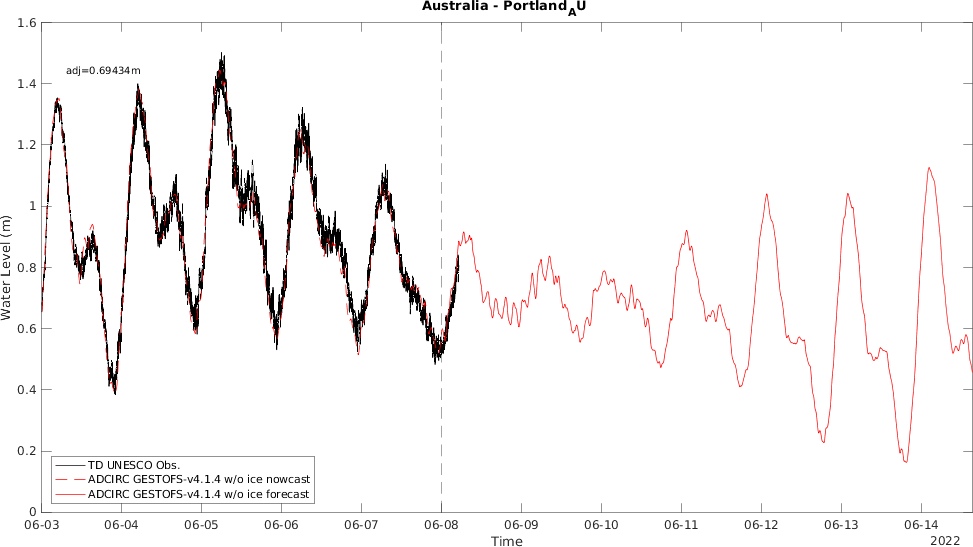 Australia - Portland_AU
adj=0.69434m
1.6
1.4
1.2
1
0.8
0.6
0.4
0.2
0
Water Level (m)
TD UNESCO Obs.
ADCIRC GESTOFS-v4.1.4 w/o ice nowcast
ADCIRC GESTOFS-v4.1.4 w/o ice forecast
06-03 06-04 06-05 06-06 06-07 06-08 06-09 06-10 06-11 06-12 06-13 06-14
Time
2022